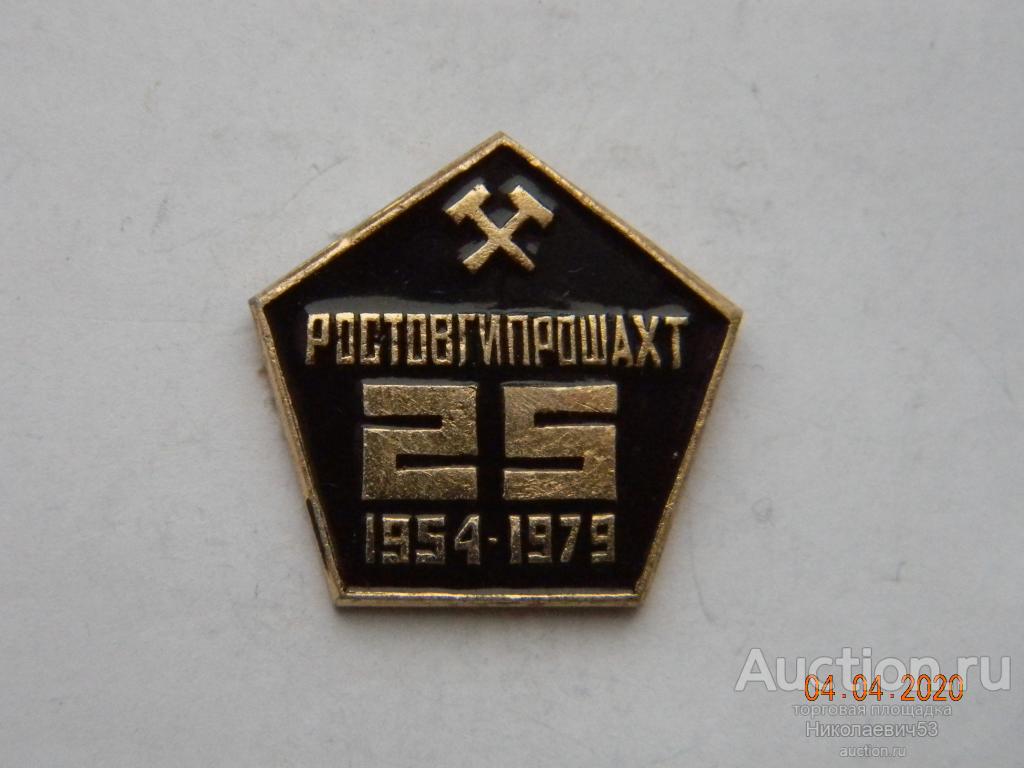 РОСТОВГИПРОШАХТ
25
1954-1979
Auction.ru
04.04.2020
торговая площадка
Николаевич53
auction.ru